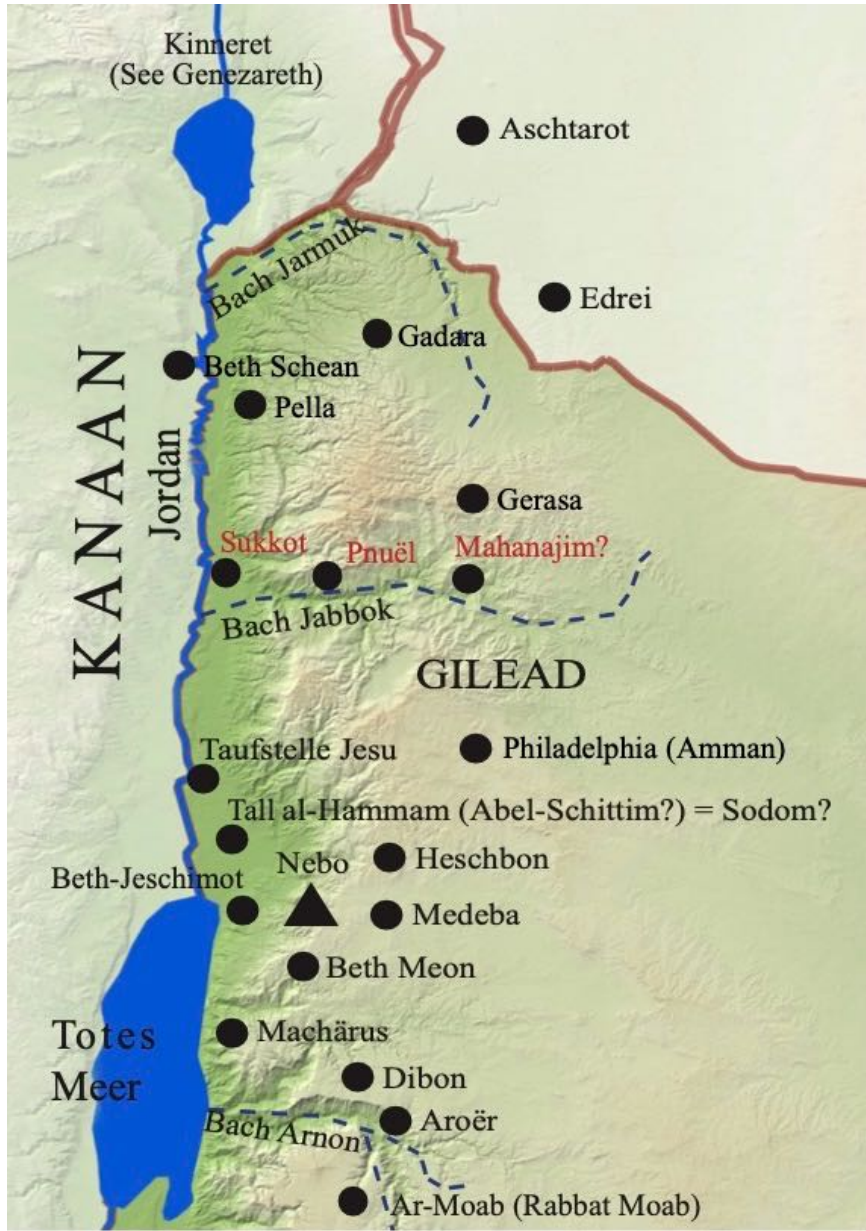 Kinneret
(See Genezareth)
Aschtarot
Bach Jarmuk
Edrei
Gadara
Beth Schean
Pella
KANAAN
Jordan
Gerasa
Sukkot
Pnuël
Mahanajim?
Bach Jabbok
GILEAD
Taufstelle Jesu
Philadelphia (Amman)
Tall al-Hammam (Abel-Schittim?) = Sodom?
Nebo
Heschbon
Beth-Jeschimot
Medeba
Beth Meon
Totes
Meer
Machärus
Dibon
Bach Arnon
Aroër
Ar-Moab (Rabbat Moab)